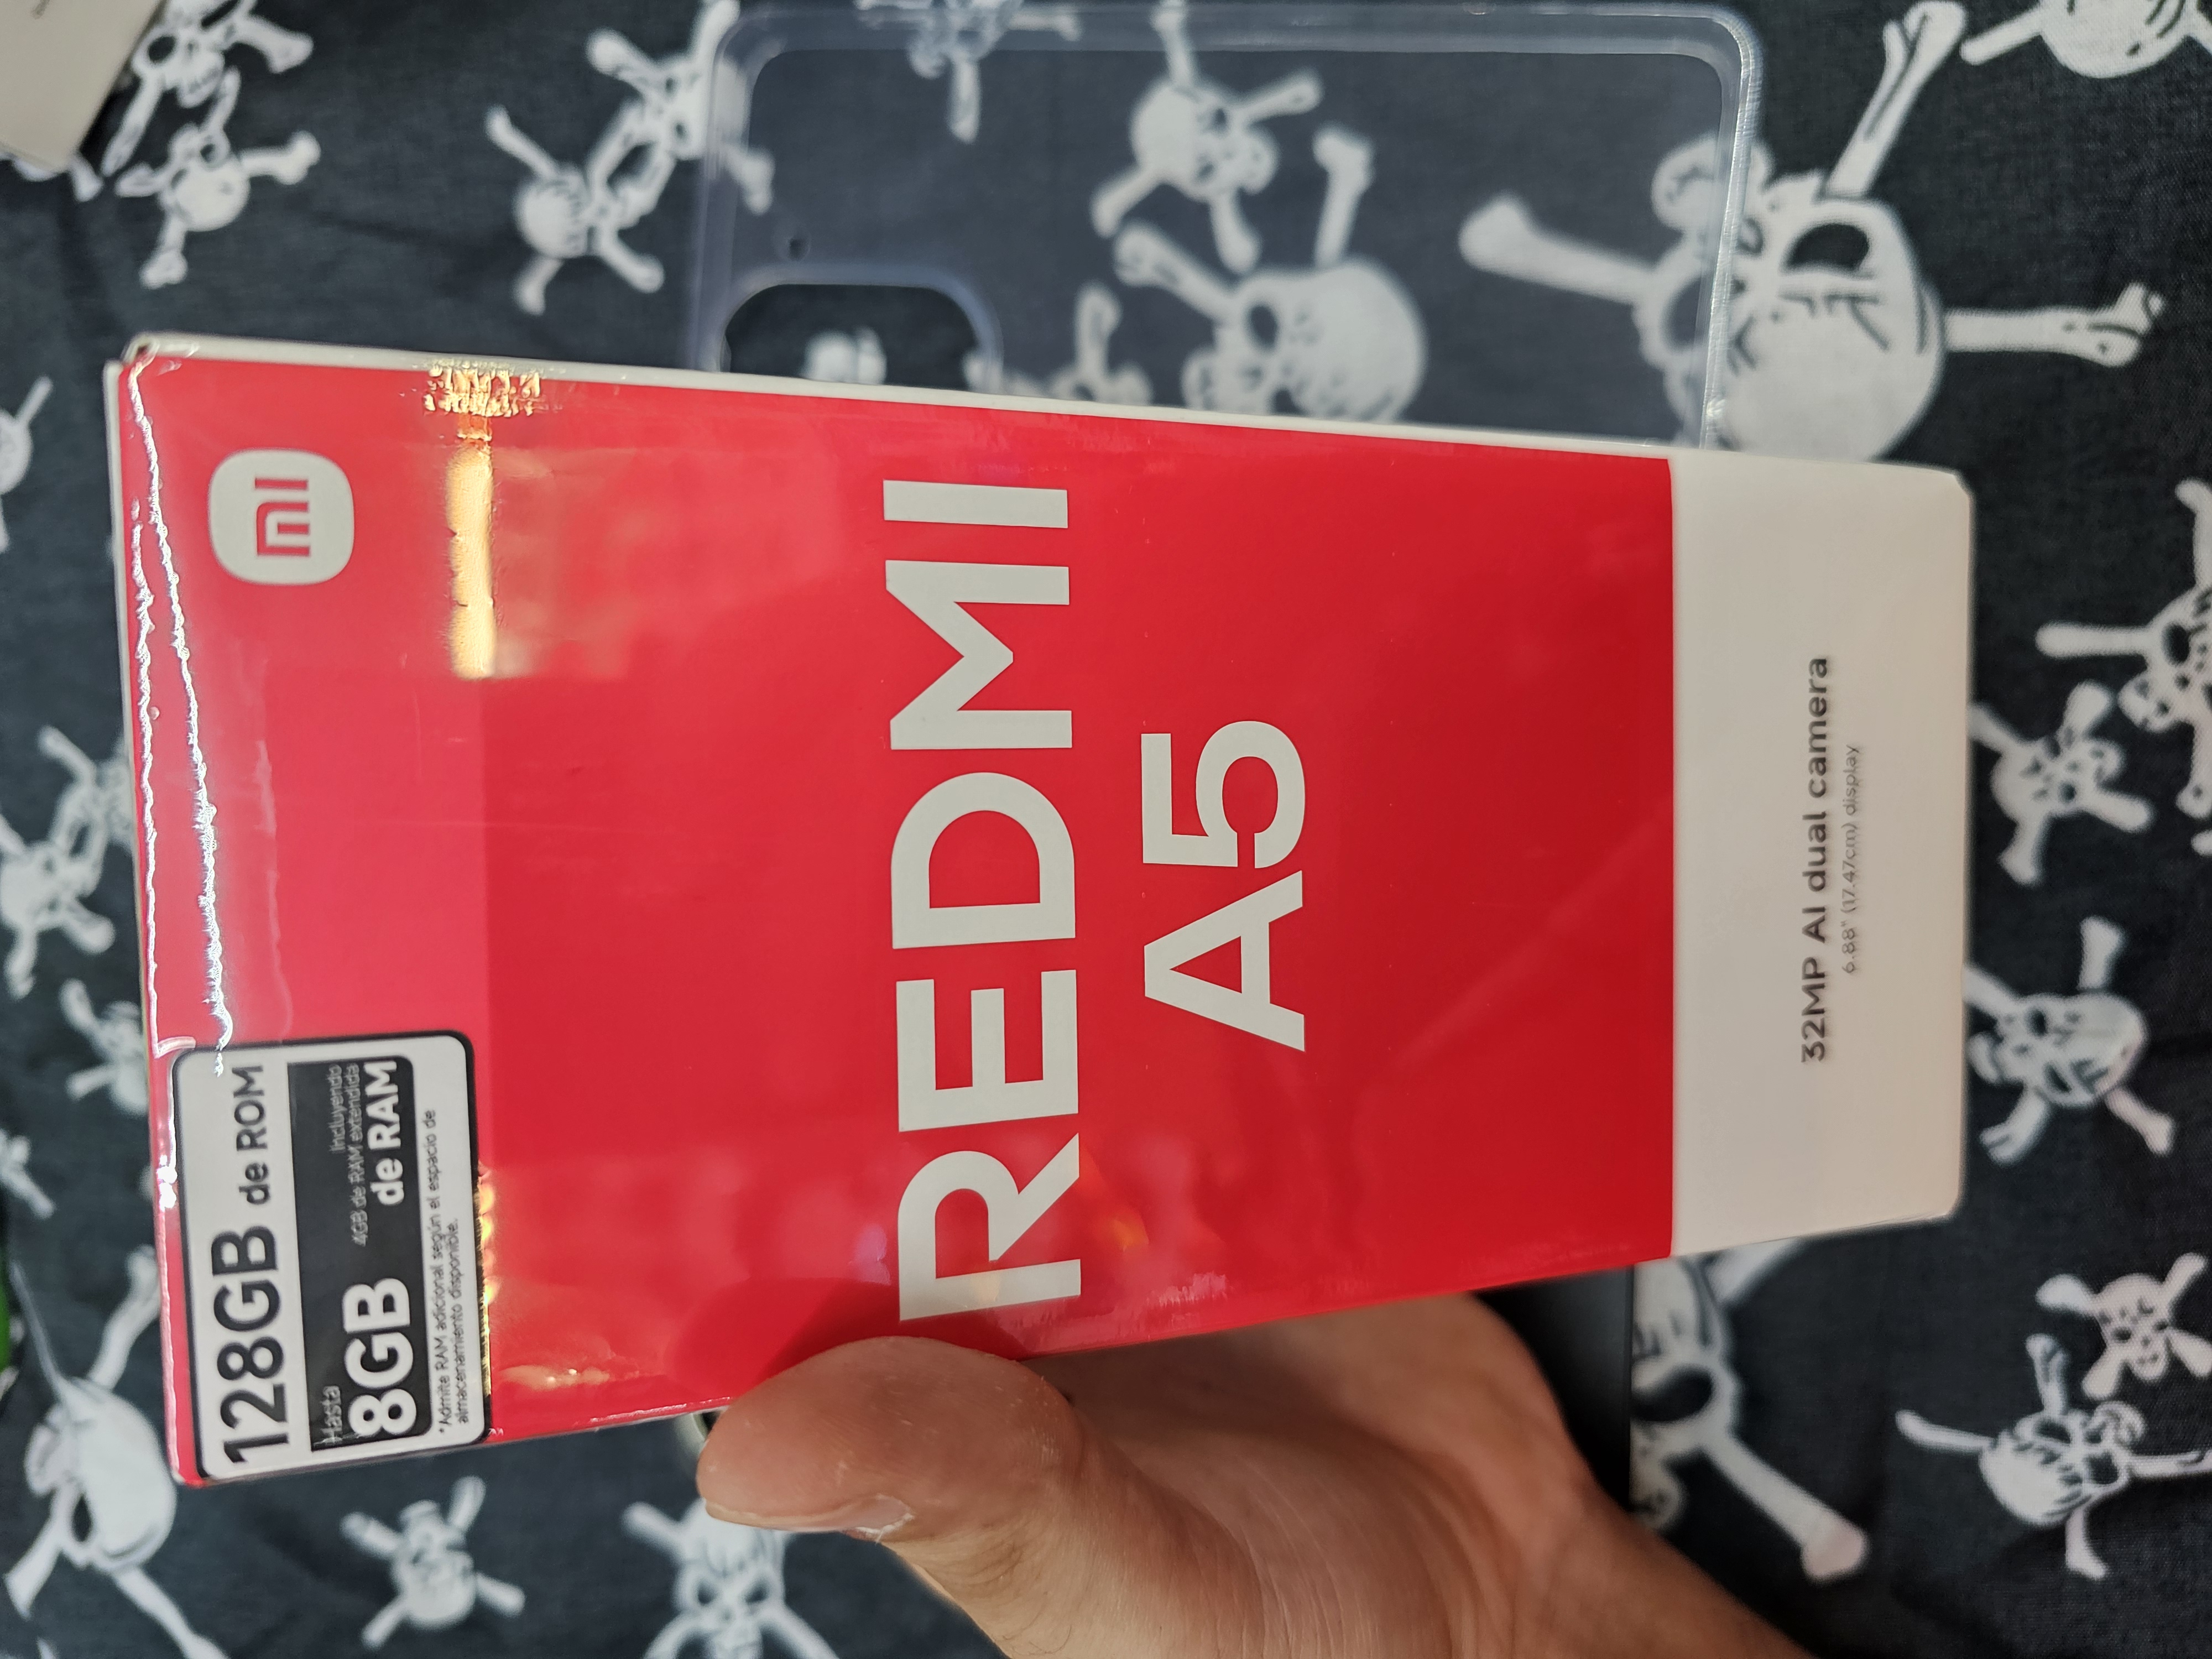 128GB de ROM
Hasta
8GB
Incluyendo
4GB de RAM extendida
de RAM
*Admite RAM adicional según el espacio de
almacenamiento disponible.
mi
REDMI
A5
32MP AI dual camera
6.88" (17.47cm) display